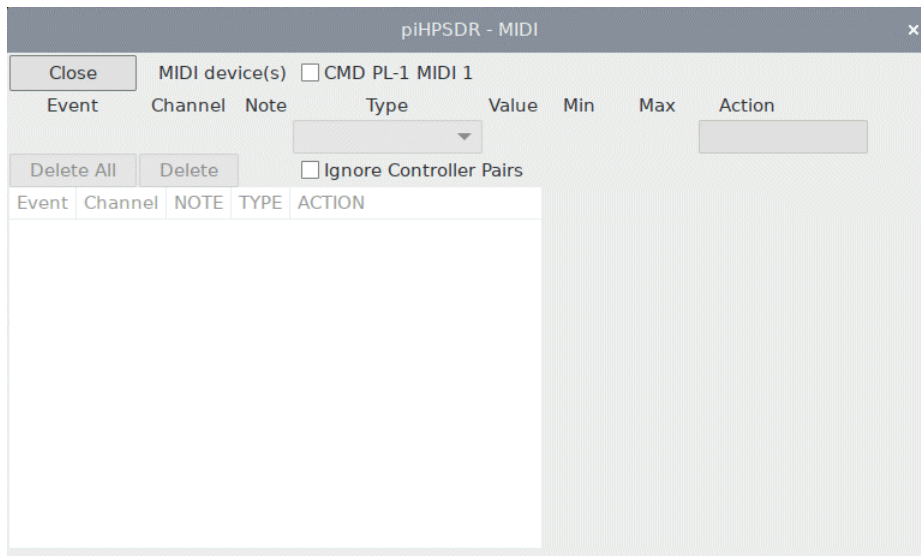 piHPSDR - MIDI ×
Close MIDI device(s) CMD PL-1 MIDI 1
Event Channel Note Type Value Min Max Action
Delete All Delete Ignore Controller Pairs
Event Channel NOTE TYPE ACTION